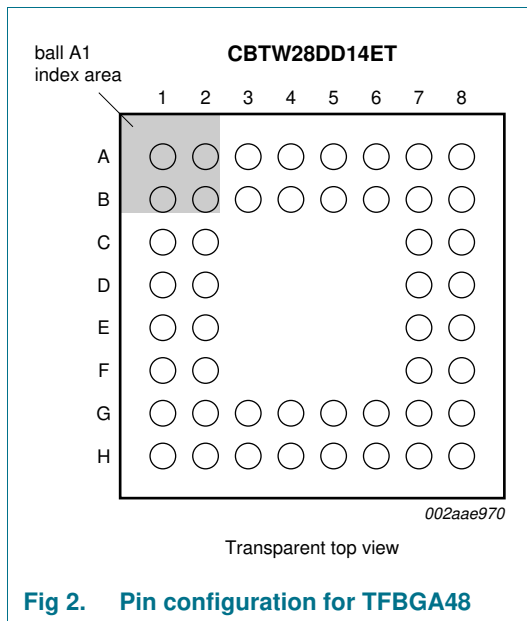 ball A1
index area
CBTW28DD14ET
1 2 3 4 5 6 7 8
A
B
C
D
E
F
G
H
002aae970
Transparent top view
Fig 2. Pin configuration for TFBGA48